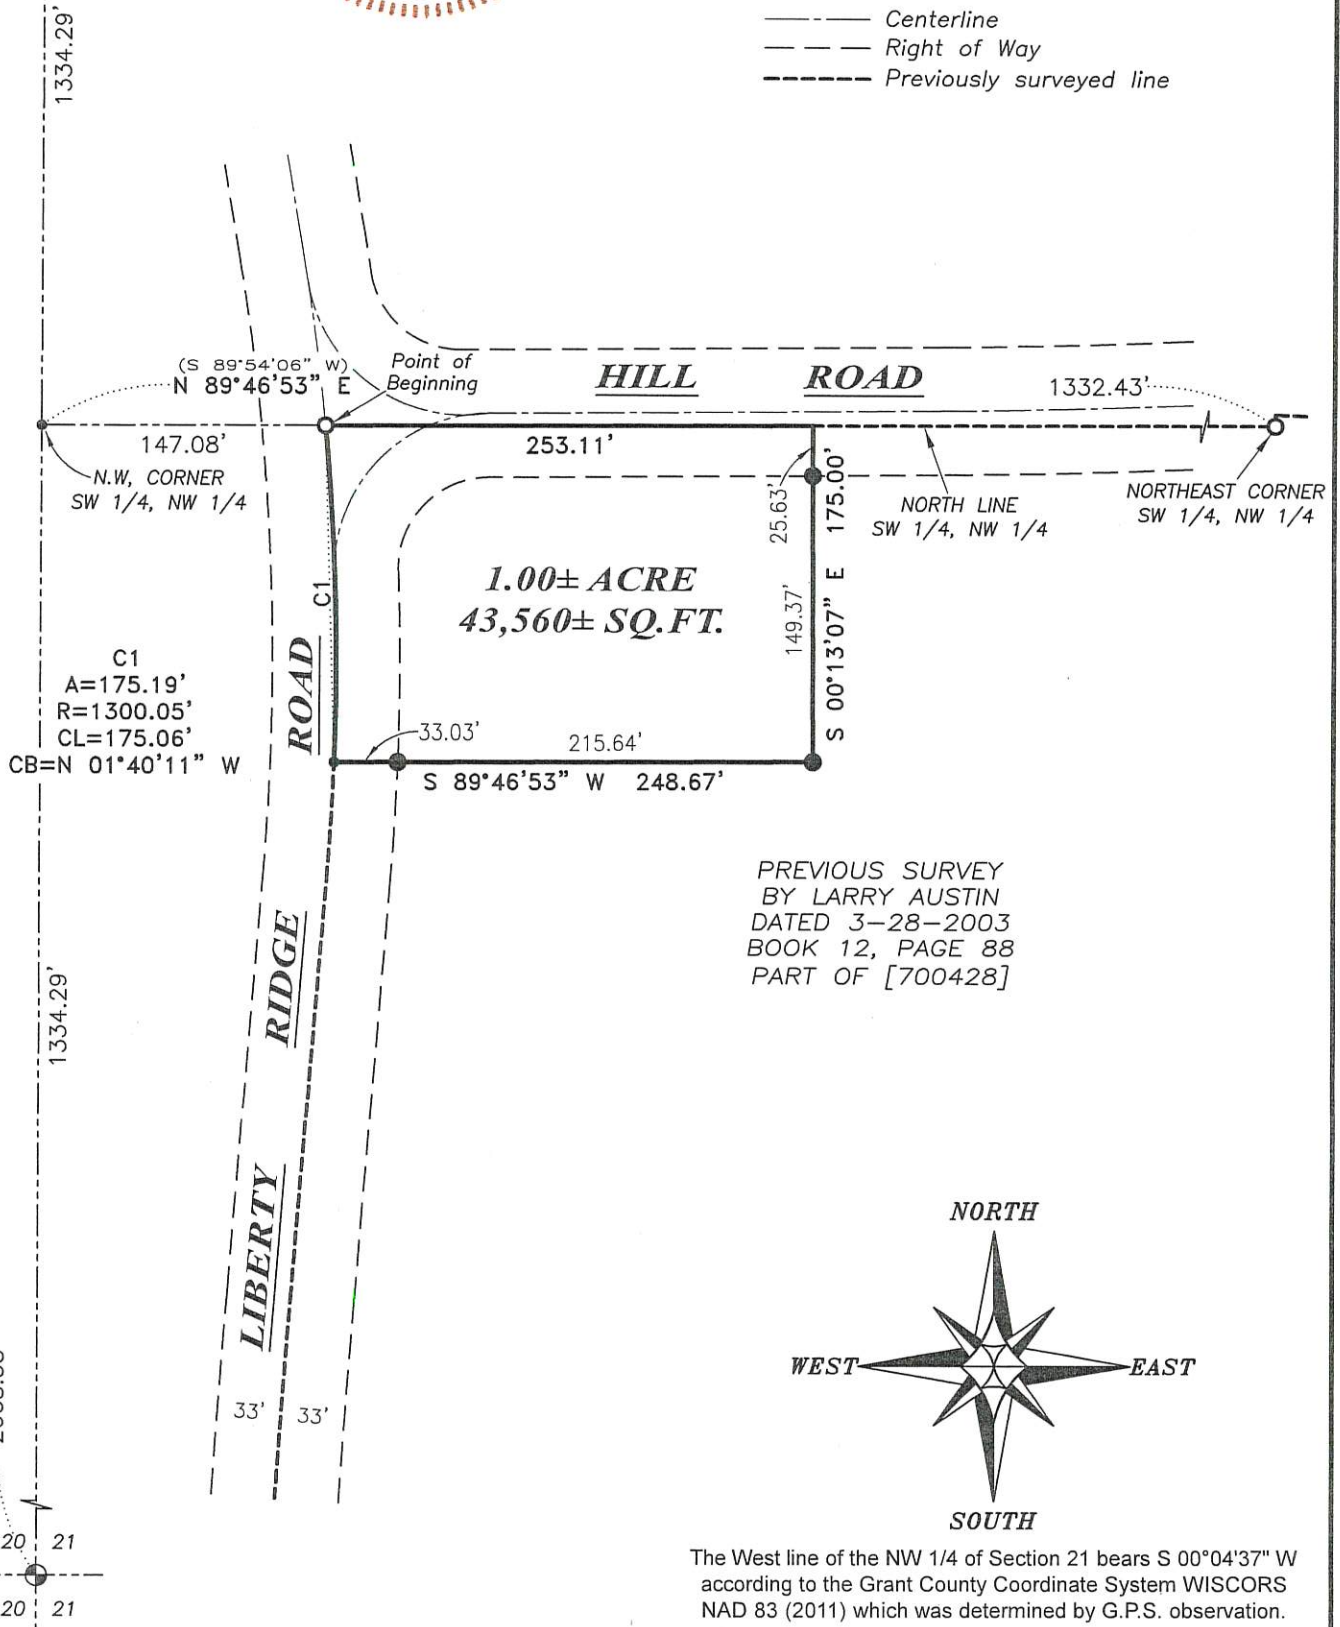 1334.29'
Centerline
Right of Way
Previously surveyed line
(S 89°54'06" W)
N 89°46'53" E
Point of
Beginning
HILL ROAD
1332.43'
147.08'
253.11'
N.W, CORNER
SW 1/4, NW 1/4
25.63'
S 00°13'07" E 175.00'
NORTH LINE
SW 1/4, NW 1/4
NORTHEAST CORNER
SW 1/4, NW 1/4
C1
1.00± ACRE
43,560± SQ.FT.
149.37'
C1
A=175.19'
R=1300.05'
CL=175.06'
CB=N 01°40'11" W
33.03'
215.64'
S 89°46'53" W 248.67'
LIBERTY RIDGE ROAD
PREVIOUS SURVEY
BY LARRY AUSTIN
DATED 3-28-2003
BOOK 12, PAGE 88
PART OF [700428]
1334.29'
NORTH
WEST
EAST
SOUTH
33' 33'
20 21
20 21
The West line of the NW 1/4 of Section 21 bears S 00°04'37" W
according to the Grant County Coordinate System WISCORS
NAD 83 (2011) which was determined by G.P.S. observation.